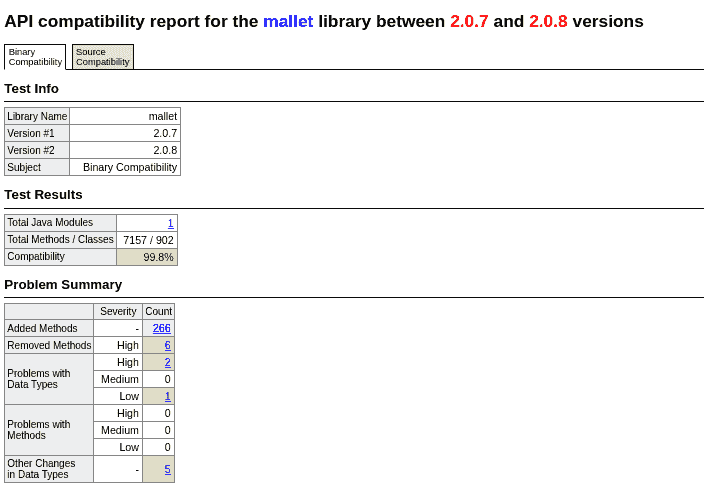 API compatibility report for the mallet library between 2.0.7 and 2.0.8 versions
Binary
Compatibility
Source
Compatibility
Test Info
Library Name mallet
Version #1 2.0.7
Version #2 2.0.8
Subject Binary Compatibility
Test Results
Total Java Modules 1
Total Methods / Classes 7157 / 902
Compatibility 99.8%
Problem Summary
Severity Count
Added Methods - 266
Removed Methods High 6
Problems with
Data Types
High 2
Medium 0
Low 1
Problems with
Methods
High 0
Medium 0
Low 0
Other Changes
in Data Types
- 5